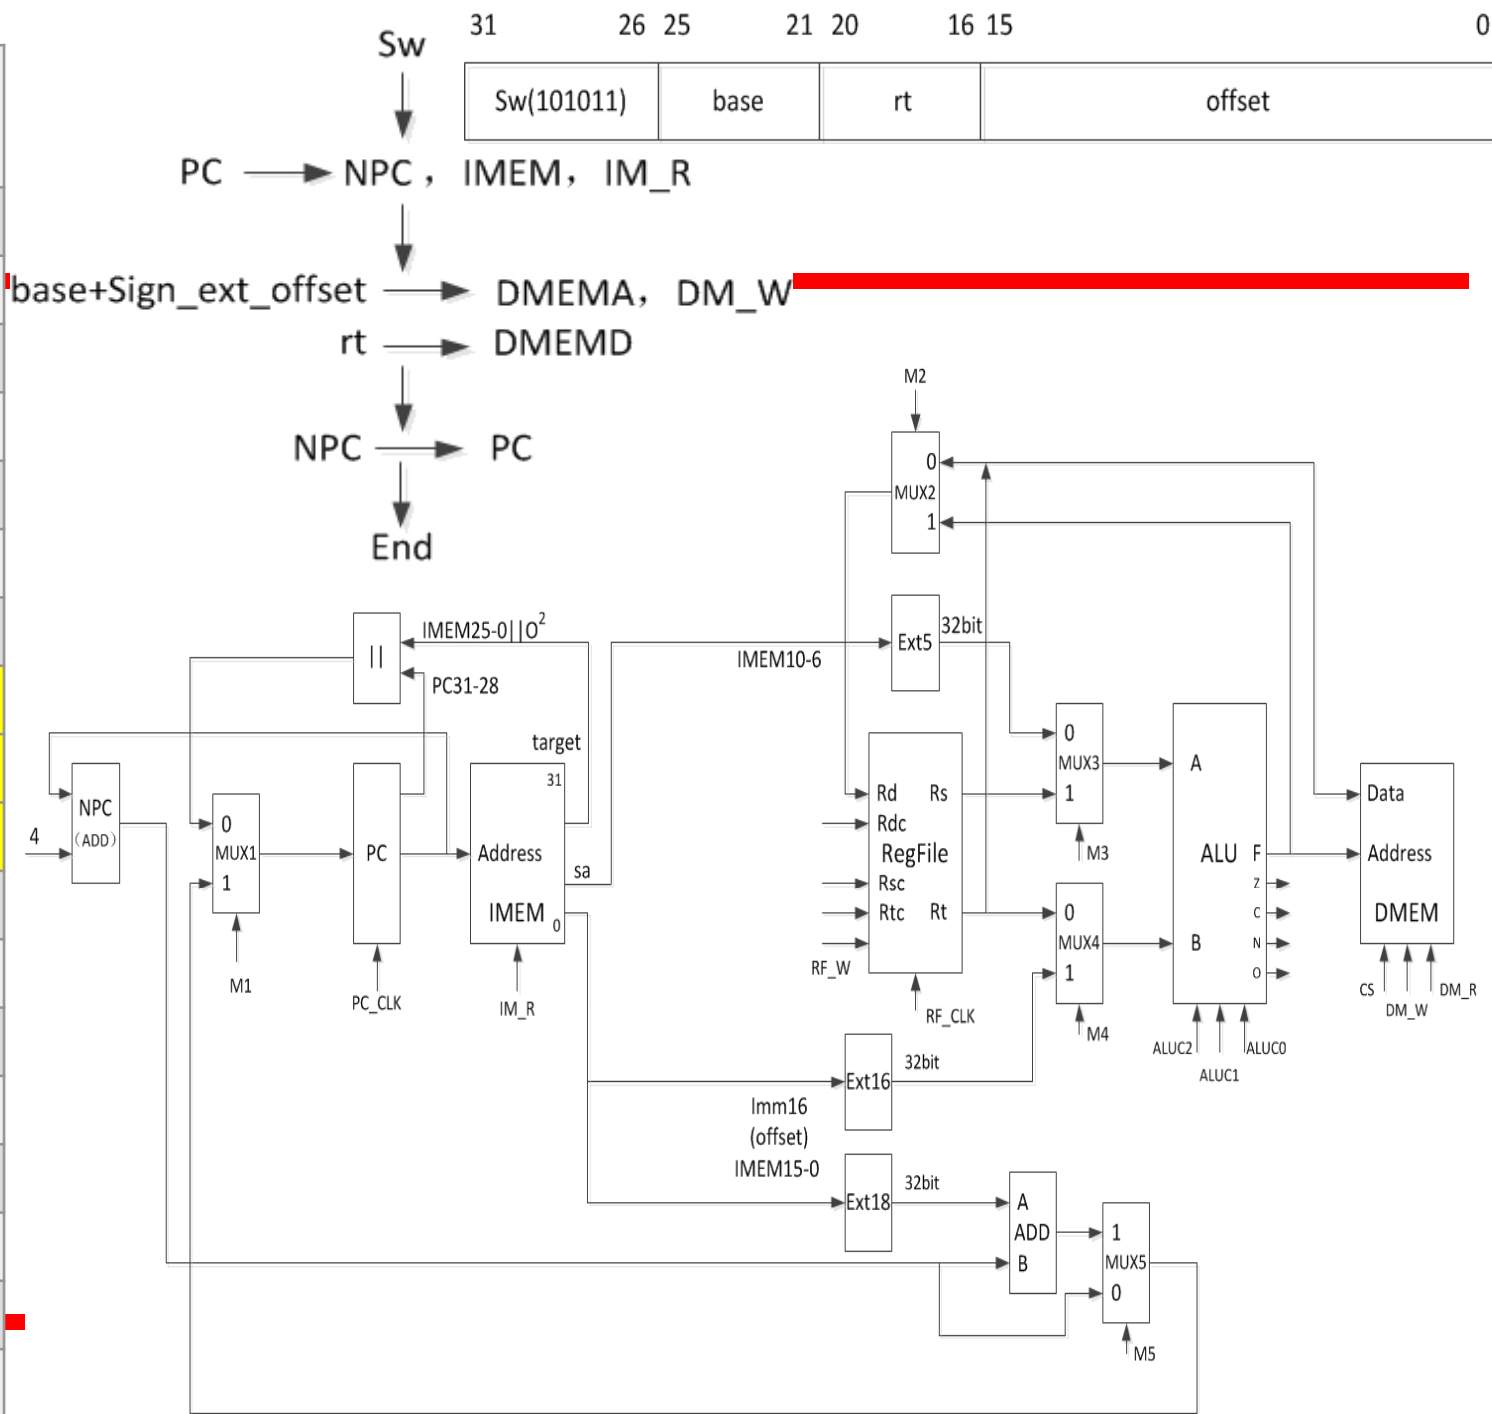 31 26 25 21 20 16 15 0
Sw
Sw(101011) base rt offset
PC NPC, IMEM, IM_R
base+Sign_ext_offset DMEMA, DM_W
rt DMEMD
NPC PC
End
M2
0
MUX2
1
IMEM25-0||0²
||
PC31-28
IMEM10-6
Ext5
32bit
target
31
NPC
(ADD)
4
0
MUX1
1
M1
PC
PC_CLK
Address
IMEM
0
sa
IM_R
Rd Rs
Rdc
RegFile
Rsc
Rtc Rt
RF_W
RF_CLK
0
MUX3
1
M3
0
MUX4
1
M4
A
ALU F
Z
C
B N
O
ALUC2 ALUC0
ALUC1
Data
Address
DMEM
CS DM_R
DM_W
Ext16
32bit
Imm16
(offset)
IMEM15-0
Ext18
32bit
A
ADD
B
1
MUX5
0
M5